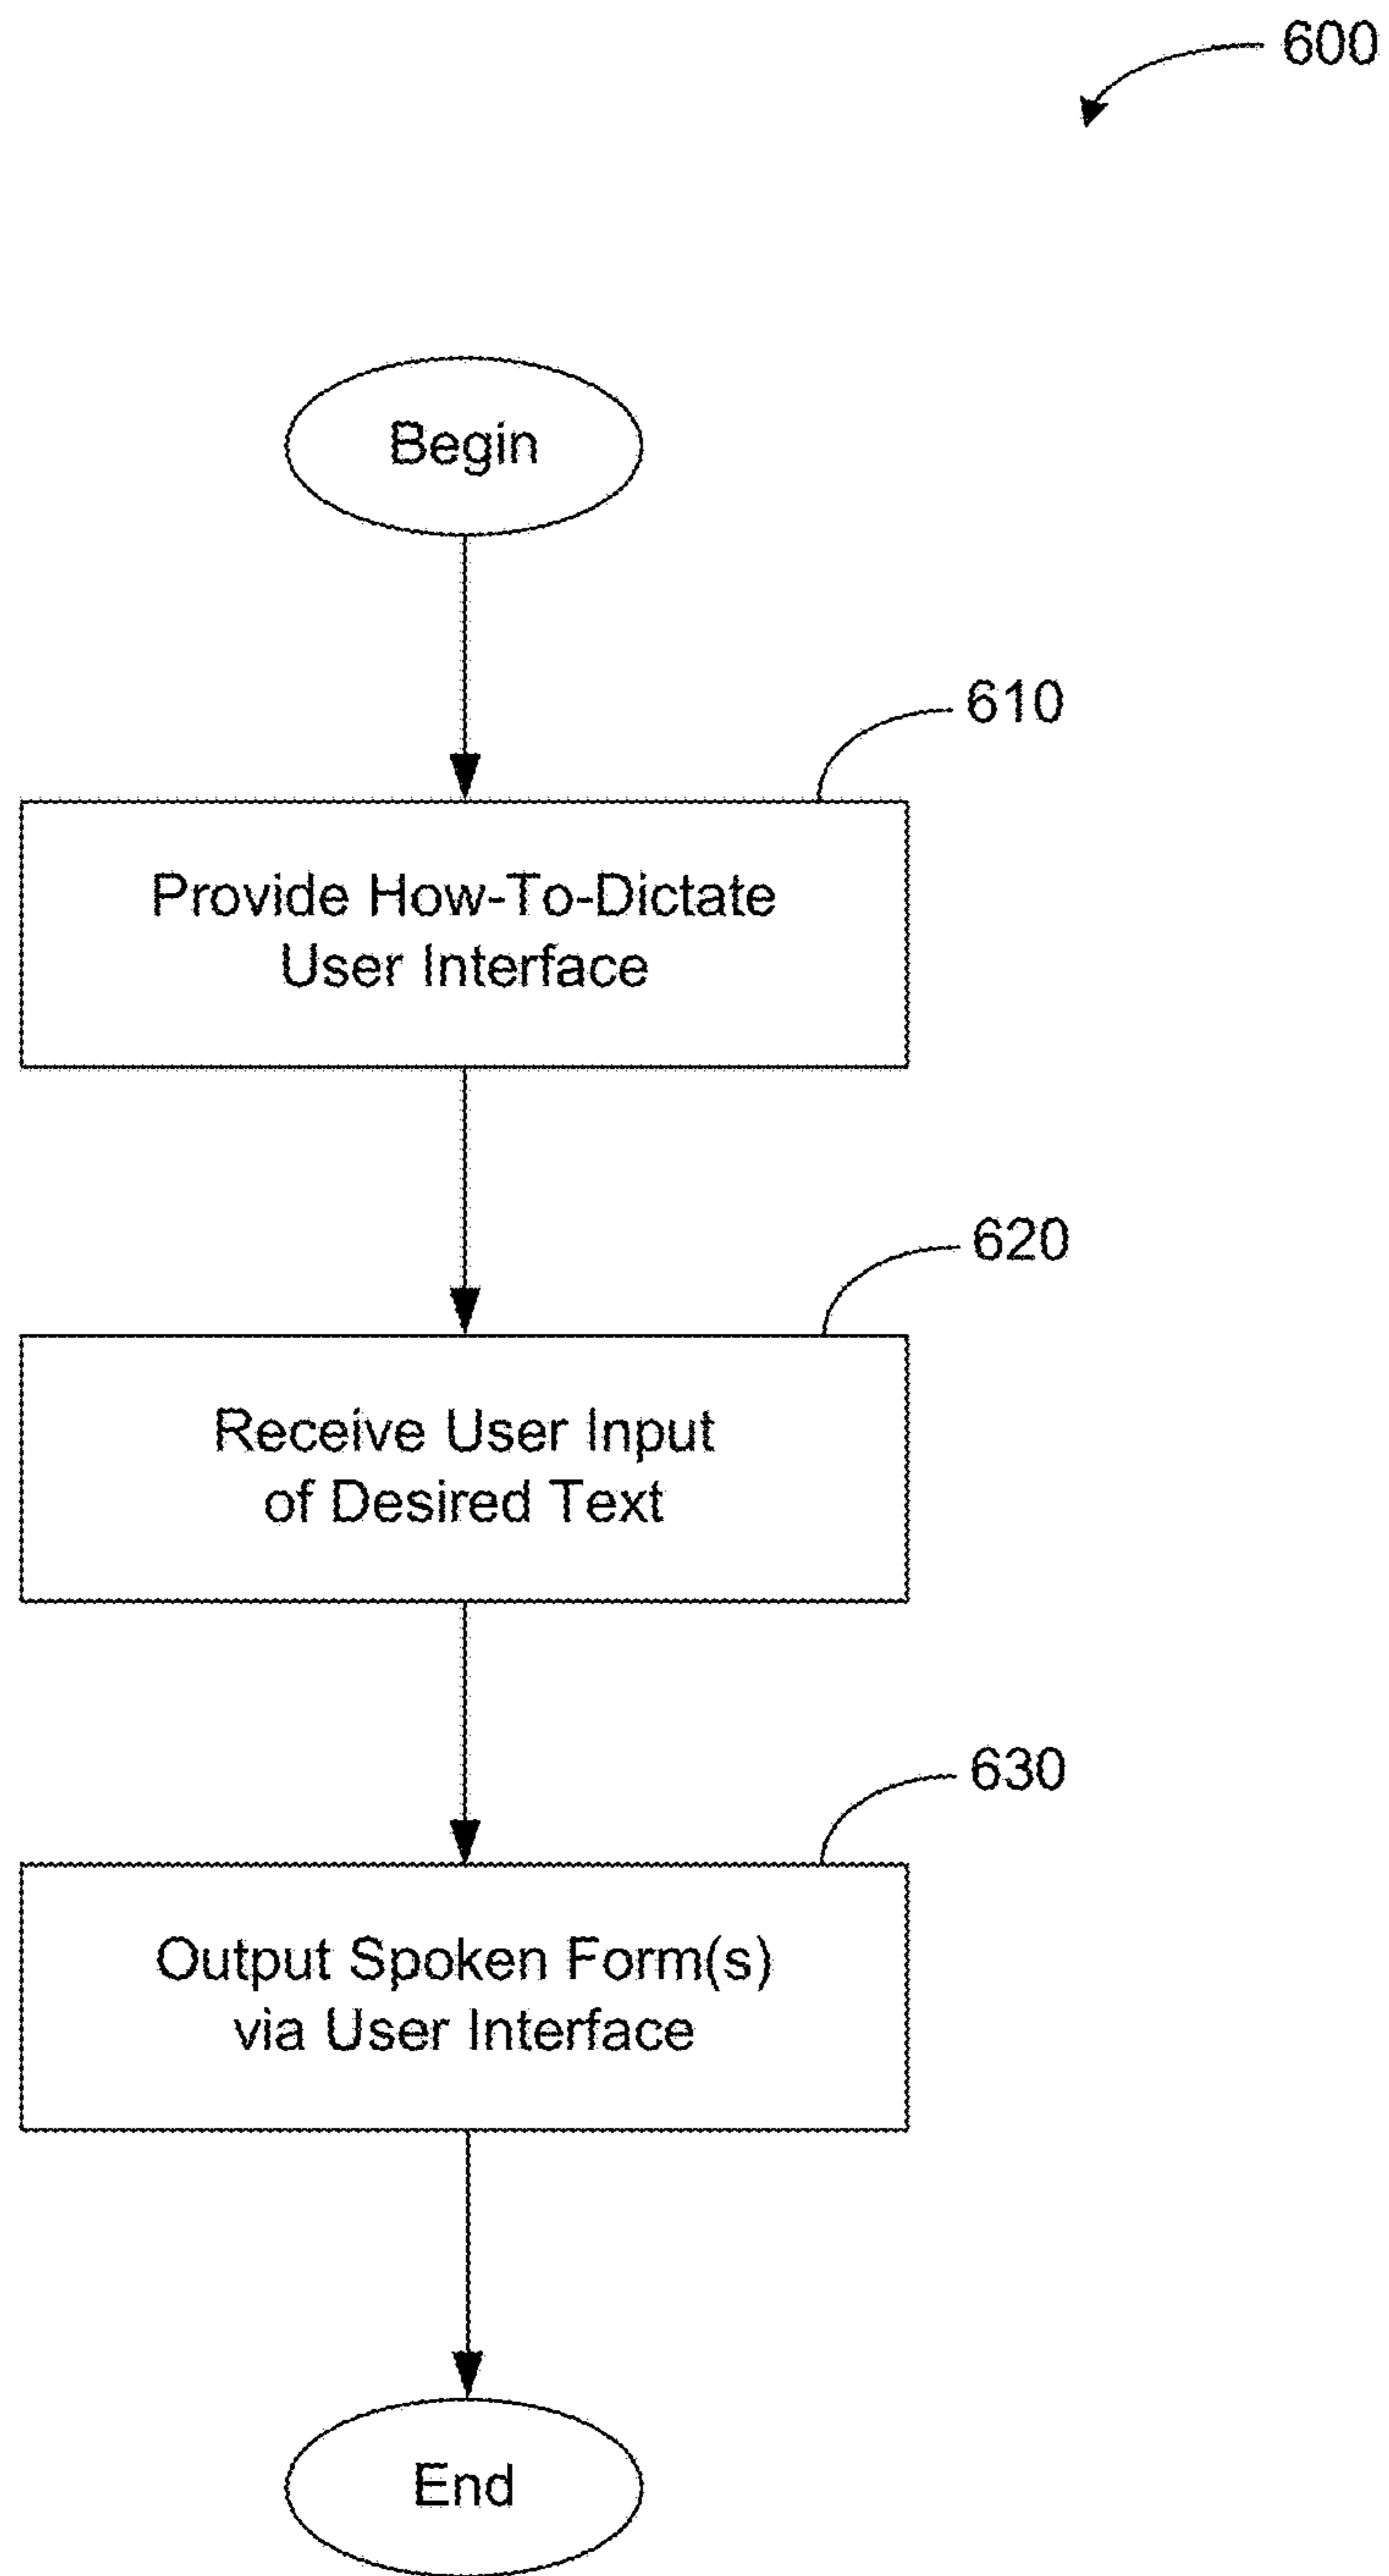 600
Begin
610
Provide How-To-Dictate
User Interface
620
Receive User Input
of Desired Text
630
Output Spoken Form(s)
via User Interface
End